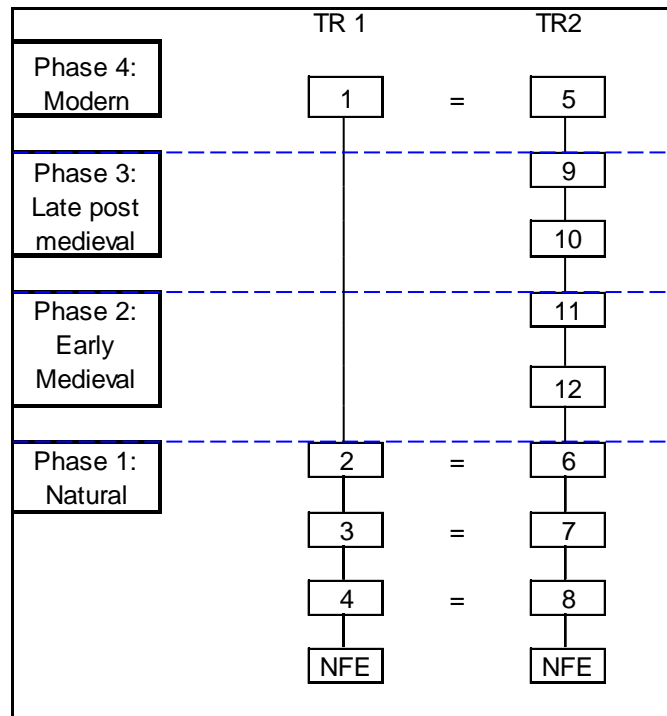 TR 1 TR2
Phase 4:
Modern
1 = 5
Phase 3:
Late post
medieval
9
10
Phase 2:
Early
Medieval
11
12
Phase 1:
Natural
2 = 6
3 = 7
4 = 8
NFE NFE